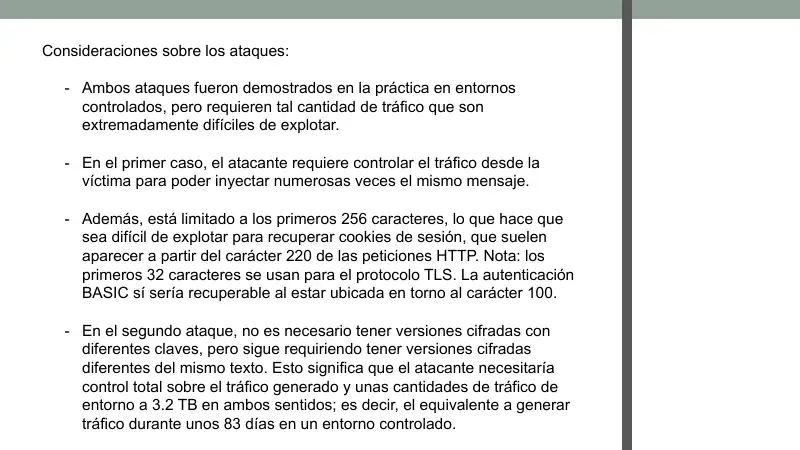 Consideraciones sobre los ataques:
- Ambos ataques fueron demostrados en la práctica en entornos
controlados, pero requieren tal cantidad de tráfico que son
extremadamente difíciles de explotar.
- En el primer caso, el atacante requiere controlar el tráfico desde la
víctima para poder inyectar numerosas veces el mismo mensaje.
- Además, está limitado a los primeros 256 caracteres, lo que hace que
sea difícil de explotar para recuperar cookies de sesión, que suelen
aparecer a partir del carácter 220 de las peticiones HTTP. Nota: los
primeros 32 caracteres se usan para el protocolo TLS. La autenticación
BASIC sí sería recuperable al estar ubicada en torno al carácter 100.
- En el segundo ataque, no es necesario tener versiones cifradas con
diferentes claves, pero sigue requiriendo tener versiones cifradas
diferentes del mismo texto. Esto significa que el atacante necesitaría
control total sobre el tráfico generado y unas cantidades de tráfico de
entorno a 3.2 TB en ambos sentidos; es decir, el equivalente a generar
tráfico durante unos 83 días en un entorno controlado.